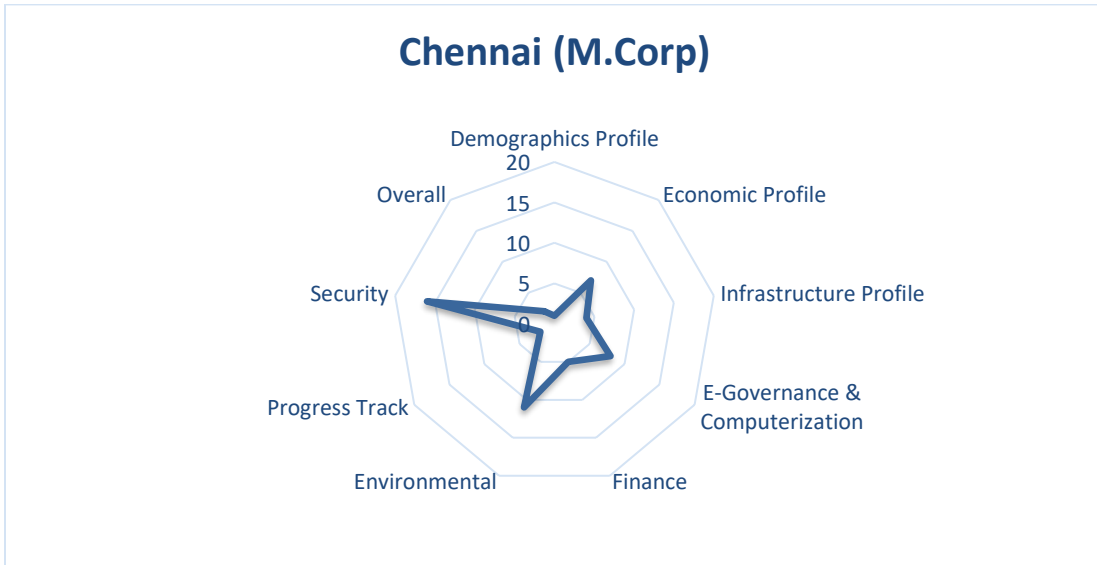 Chennai (M.Corp)
Demographics Profile
20
Overall
Economic Profile
15
10
5
Security
Infrastructure Profile
0
Progress Track
E-Governance &
Computerization
Environmental
Finance